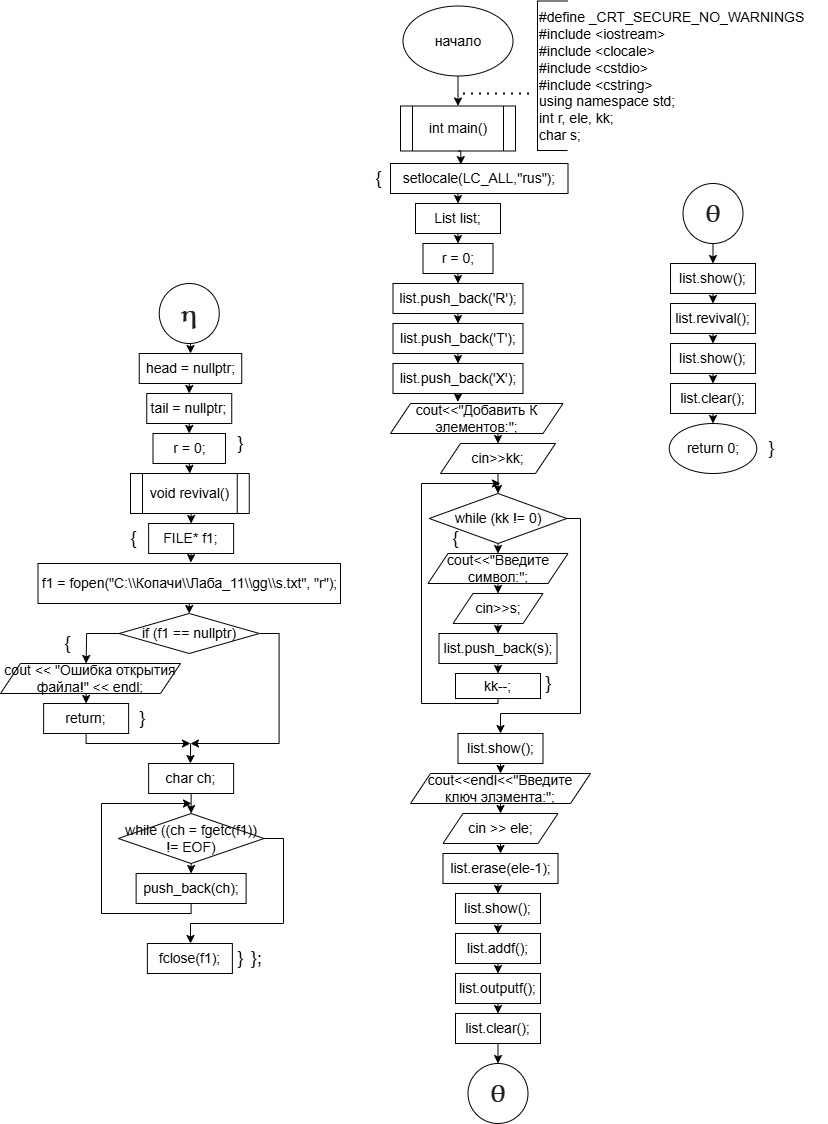 η
head = nullptr;
tail = nullptr;
r = 0;
}
void revival()
{
FILE* f1;
f1 = fopen("C:\\Копачи\\Лаба_11\\gg\\s.txt", "r");
if (f1 == nullptr)
{
cout << "Ошибка открытия
файла!" << endl;
return;
}
char ch;
while ((ch = fgetc(f1))
!= EOF)
push_back(ch);
fclose(f1);
} };
начало
#define _CRT_SECURE_NO_WARNINGS
#include <iostream>
#include <clocale>
#include <cstdio>
#include <cstring>
using namespace std;
int r, ele, kk;
char s;
int main()
{
setlocale(LC_ALL,"rus");
List list;
r = 0;
list.push_back('R');
list.push_back('T');
list.push_back('X');
cout<<"Добавить К
элементов:";
cin>>kk;
while (kk != 0)
{
cout<<"Введите
символ:";
cin>>s;
list.push_back(s);
kk--;
}
list.show();
cout<<endl<<"Введите
ключ элэмента:";
cin >> ele;
list.erase(ele-1);
list.show();
list.addf();
list.outputf();
list.clear();
θ
θ
list.show();
list.revival();
list.show();
list.clear();
return 0;
}